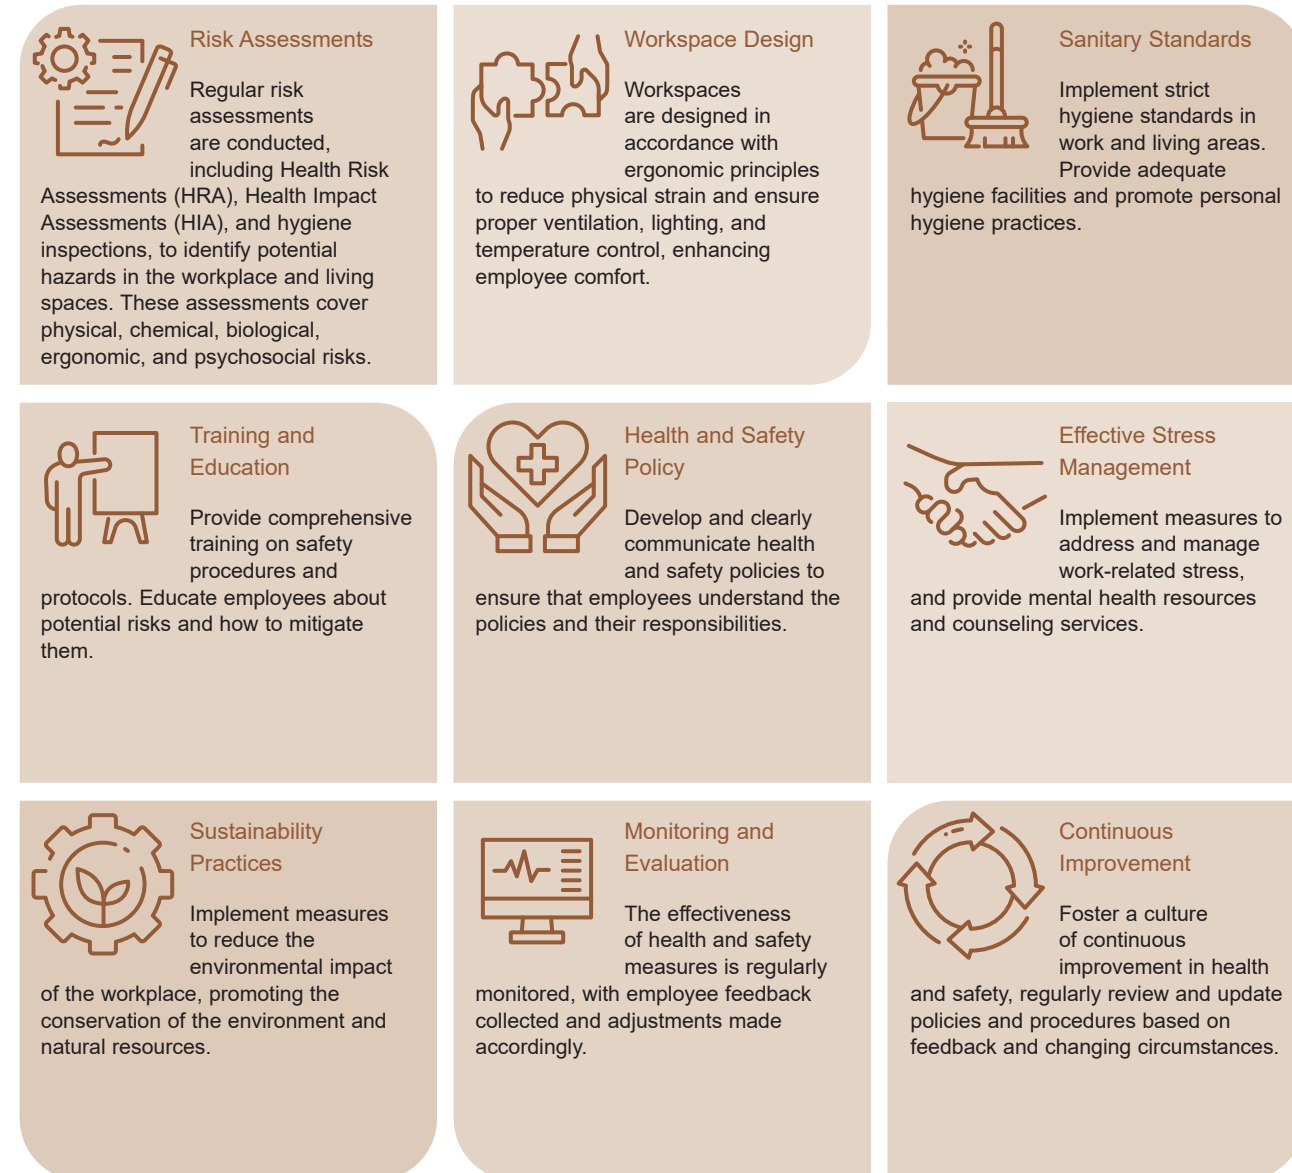 Risk Assessments
Regular risk
assessments
are conducted,
including Health Risk
Assessments (HRA), Health Impact
Assessments (HIA), and hygiene
inspections, to identify potential
hazards in the workplace and living
spaces. These assessments cover
physical, chemical, biological,
ergonomic, and psychosocial risks.
Workspace Design
Workspaces
are designed in
accordance with
ergonomic principles
to reduce physical strain and ensure
proper ventilation, lighting, and
temperature control, enhancing
employee comfort.
Sanitary Standards
Implement strict
hygiene standards in
work and living areas.
Provide adequate
hygiene facilities and promote personal
hygiene practices.
Training and
Education
Provide comprehensive
training on safety
procedures and
protocols. Educate employees about
potential risks and how to mitigate
them.
Health and Safety
Policy
Develop and clearly
communicate health
and safety policies to
ensure that employees understand the
policies and their responsibilities.
Effective Stress
Management
Implement measures to
address and manage
work-related stress,
and provide mental health resources
and counseling services.
Sustainability
Practices
Implement measures
to reduce the
environmental impact
of the workplace, promoting the
conservation of the environment and
natural resources.
Monitoring and
Evaluation
The effectiveness
of health and safety
measures is regularly
monitored, with employee feedback
collected and adjustments made
accordingly.
Continuous
Improvement
Foster a culture
of continuous
improvement in health
and safety, regularly review and update
policies and procedures based on
feedback and changing circumstances.